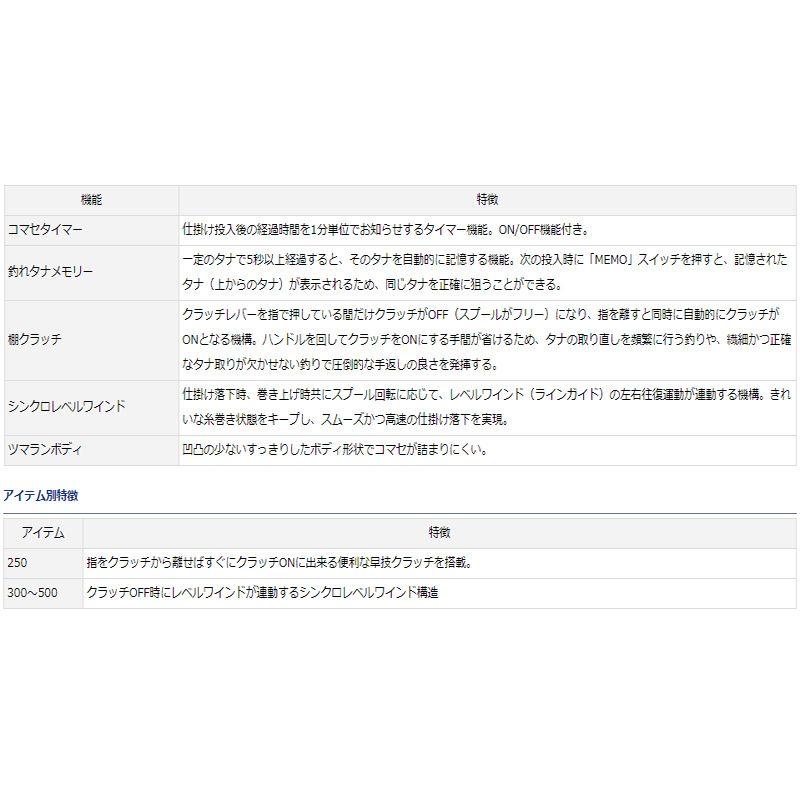 機能 特徴
コマセタイマー 仕掛け投入後の経過時間を1分単位でお知らせするタイマー機能。ON/OFF機能付き。
釣れタナメモリー
一定のタナで5秒以上経過すると、そのタナを自動的に記憶する機能。次の投入時に「MEMO」スイッチを押すと、記憶された
タナ（上からのタナ）が表示されるため、同じタナを正確に狙うことができる。
棚クラッチ
クラッチレバーを指で押している間だけクラッチがOFF（スプールがフリー）になり、指を離すと同時に自動的にクラッチが
ONとなる機構。ハンドルを回してクラッチをONにする手間が省けるため、タナの取り直しを頻繁に行う釣りや、繊細かつ正確
なタナ取りが欠かせない釣りで圧倒的な手返しの良さを発揮する。
シンクロレベルワインド
仕掛け落下時、巻き上げ時共にスプール回転に応じて、レベルワインド（ラインガイド）の左右往復運動が連動する機構。きれ
いな糸巻き状態をキープし、スムーズかつ高速の仕掛け落下を実現。
ツマランボディ 凹凸の少ないすっきりしたボディ形状でコマセが詰まりにくい。
アイテム別特徴
アイテム 特徴
250 指をクラッチから離せばすぐにクラッチONに出来る便利な早技クラッチを搭載。
300～500 クラッチOFF時にレベルワインドが連動するシンクロレベルワインド構造